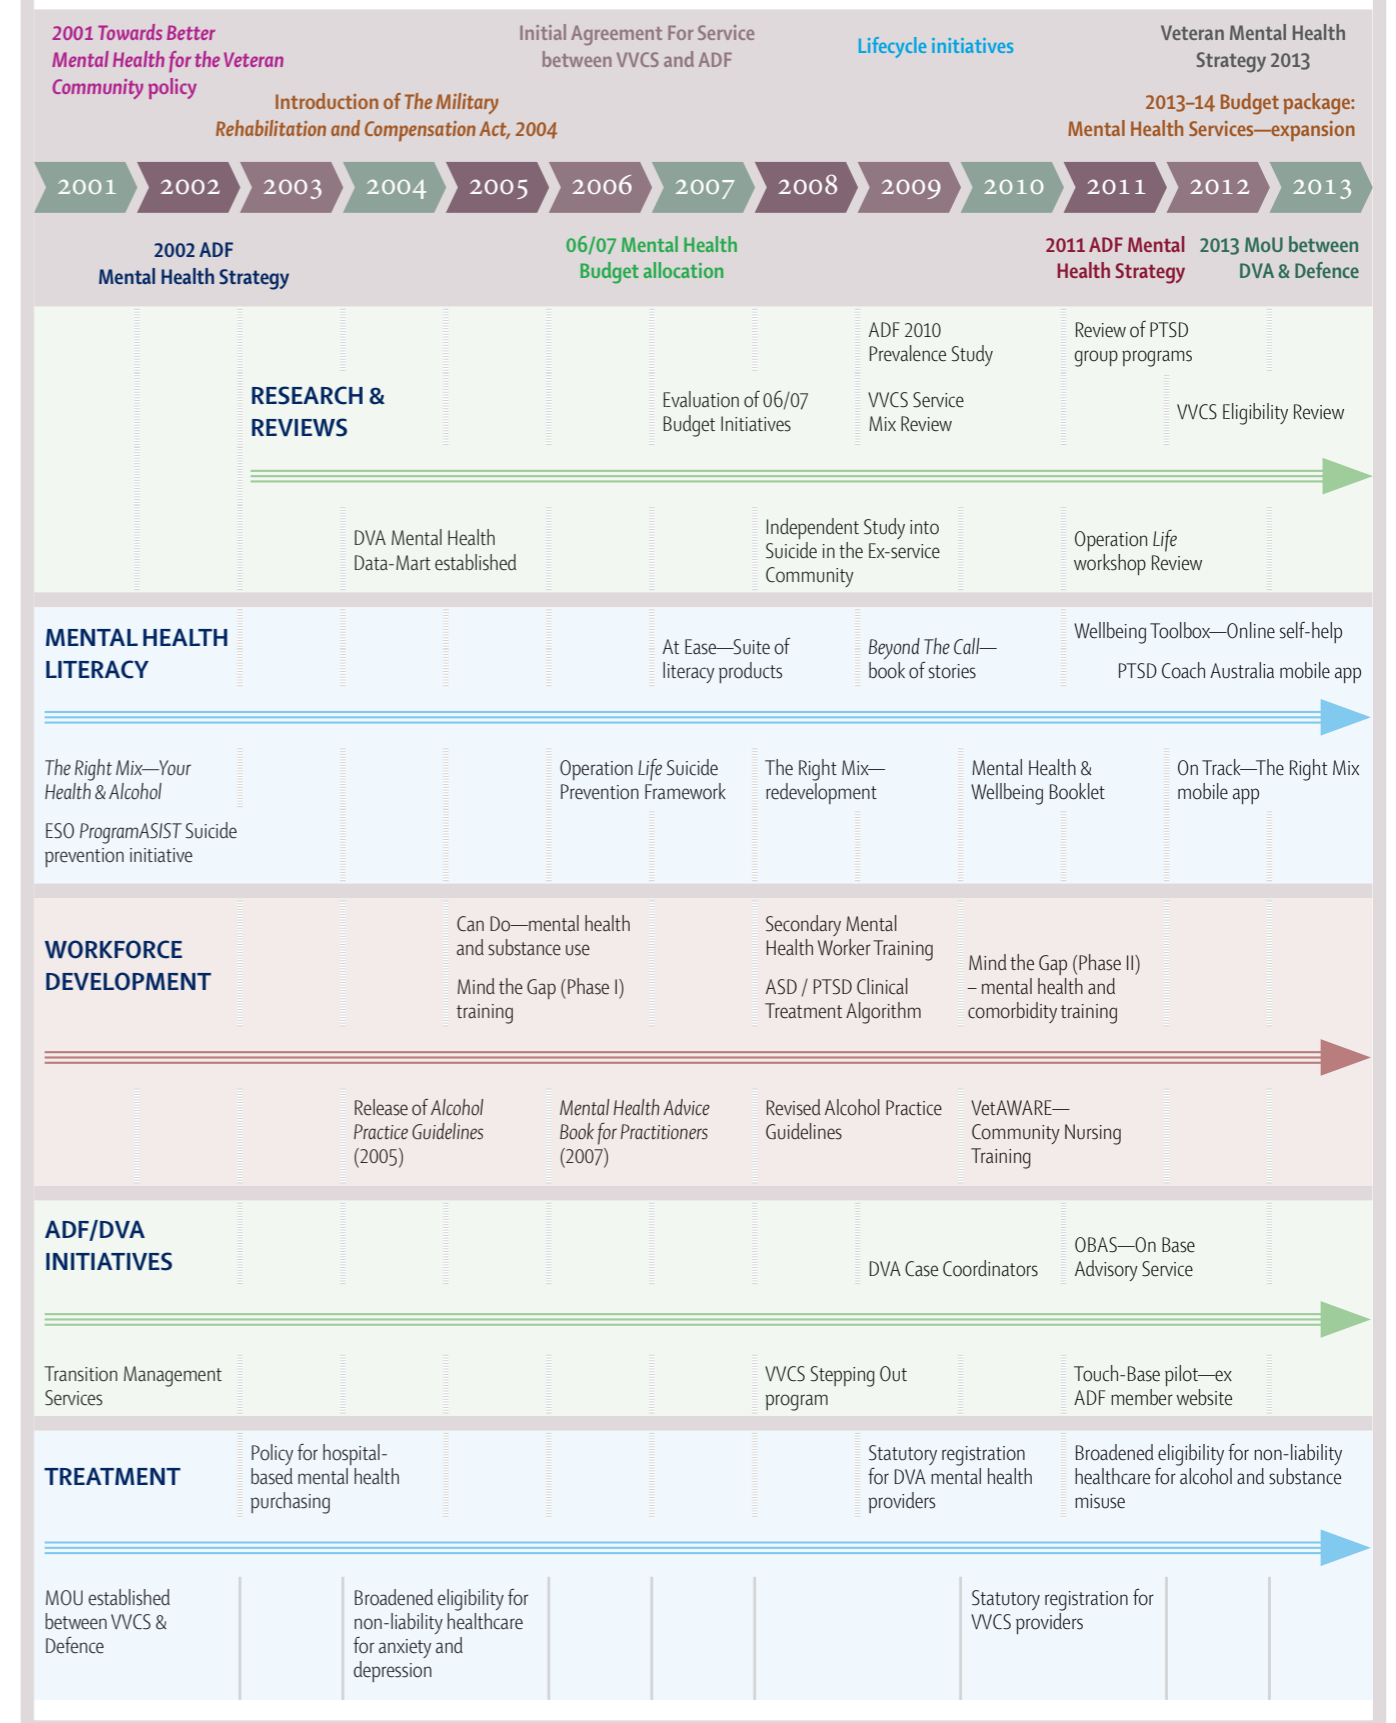 2001 Towards Better
Mental Health for the Veteran
Community policy
Initial Agreement For Service
between VVCS and ADF
Lifecycle initiatives
Veteran Mental Health
Strategy 2013
Introduction of The Military
Rehabilitation and Compensation Act, 2004
2013–14 Budget package:
Mental Health Services—expansion
2001 2002 2003 2004 2005 2006 2007 2008 2009 2010 2011 2012 2013
2002 ADF
Mental Health Strategy
06/07 Mental Health
Budget allocation
2011 ADF Mental
Health Strategy
2013 MoU between
DVA & Defence
RESEARCH &
REVIEWS
Evaluation of 06/07
Budget Initiatives
ADF 2010
Prevalence Study
VVCS Service
Mix Review
Review of PTSD
group programs
VVCS Eligibility Review
DVA Mental Health
Data-Mart established
Independent Study into
Suicide in the Ex-service
Community
Operation Life
workshop Review
MENTAL HEALTH
LITERACY
At Ease—Suite of
literacy products
Beyond The Call—
book of stories
Wellbeing Toolbox—Online self-help
PTSD Coach Australia mobile app
The Right Mix—Your
Health & Alcohol
ESO ProgramASIST Suicide
prevention initiative
Operation Life Suicide
Prevention Framework
The Right Mix—
redevelopment
Mental Health &
Wellbeing Booklet
On Track—The Right Mix
mobile app
WORKFORCE
DEVELOPMENT
Can Do—mental health
and substance use
Mind the Gap (Phase I)
training
Secondary Mental
Health Worker Training
ASD / PTSD Clinical
Treatment Algorithm
Mind the Gap (Phase II)
– mental health and
comorbidity training
Release of Alcohol
Practice Guidelines
(2005)
Mental Health Advice
Book for Practitioners
(2007)
Revised Alcohol Practice
Guidelines
VetAWARE—
Community Nursing
Training
ADF/DVA
INITIATIVES
DVA Case Coordinators
OBAS—On Base
Advisory Service
Transition Management
Services
VVCS Stepping Out
program
Touch-Base pilot—ex
ADF member website
TREATMENT
Policy for hospital-
based mental health
purchasing
Statutory registration
for DVA mental health
providers
Broadened eligibility for non-liability
healthcare for alcohol and substance
misuse
MOU established
between VVCS &
Defence
Broadened eligibility for
non-liability healthcare
for anxiety and
depression
Statutory registration for
VVCS providers